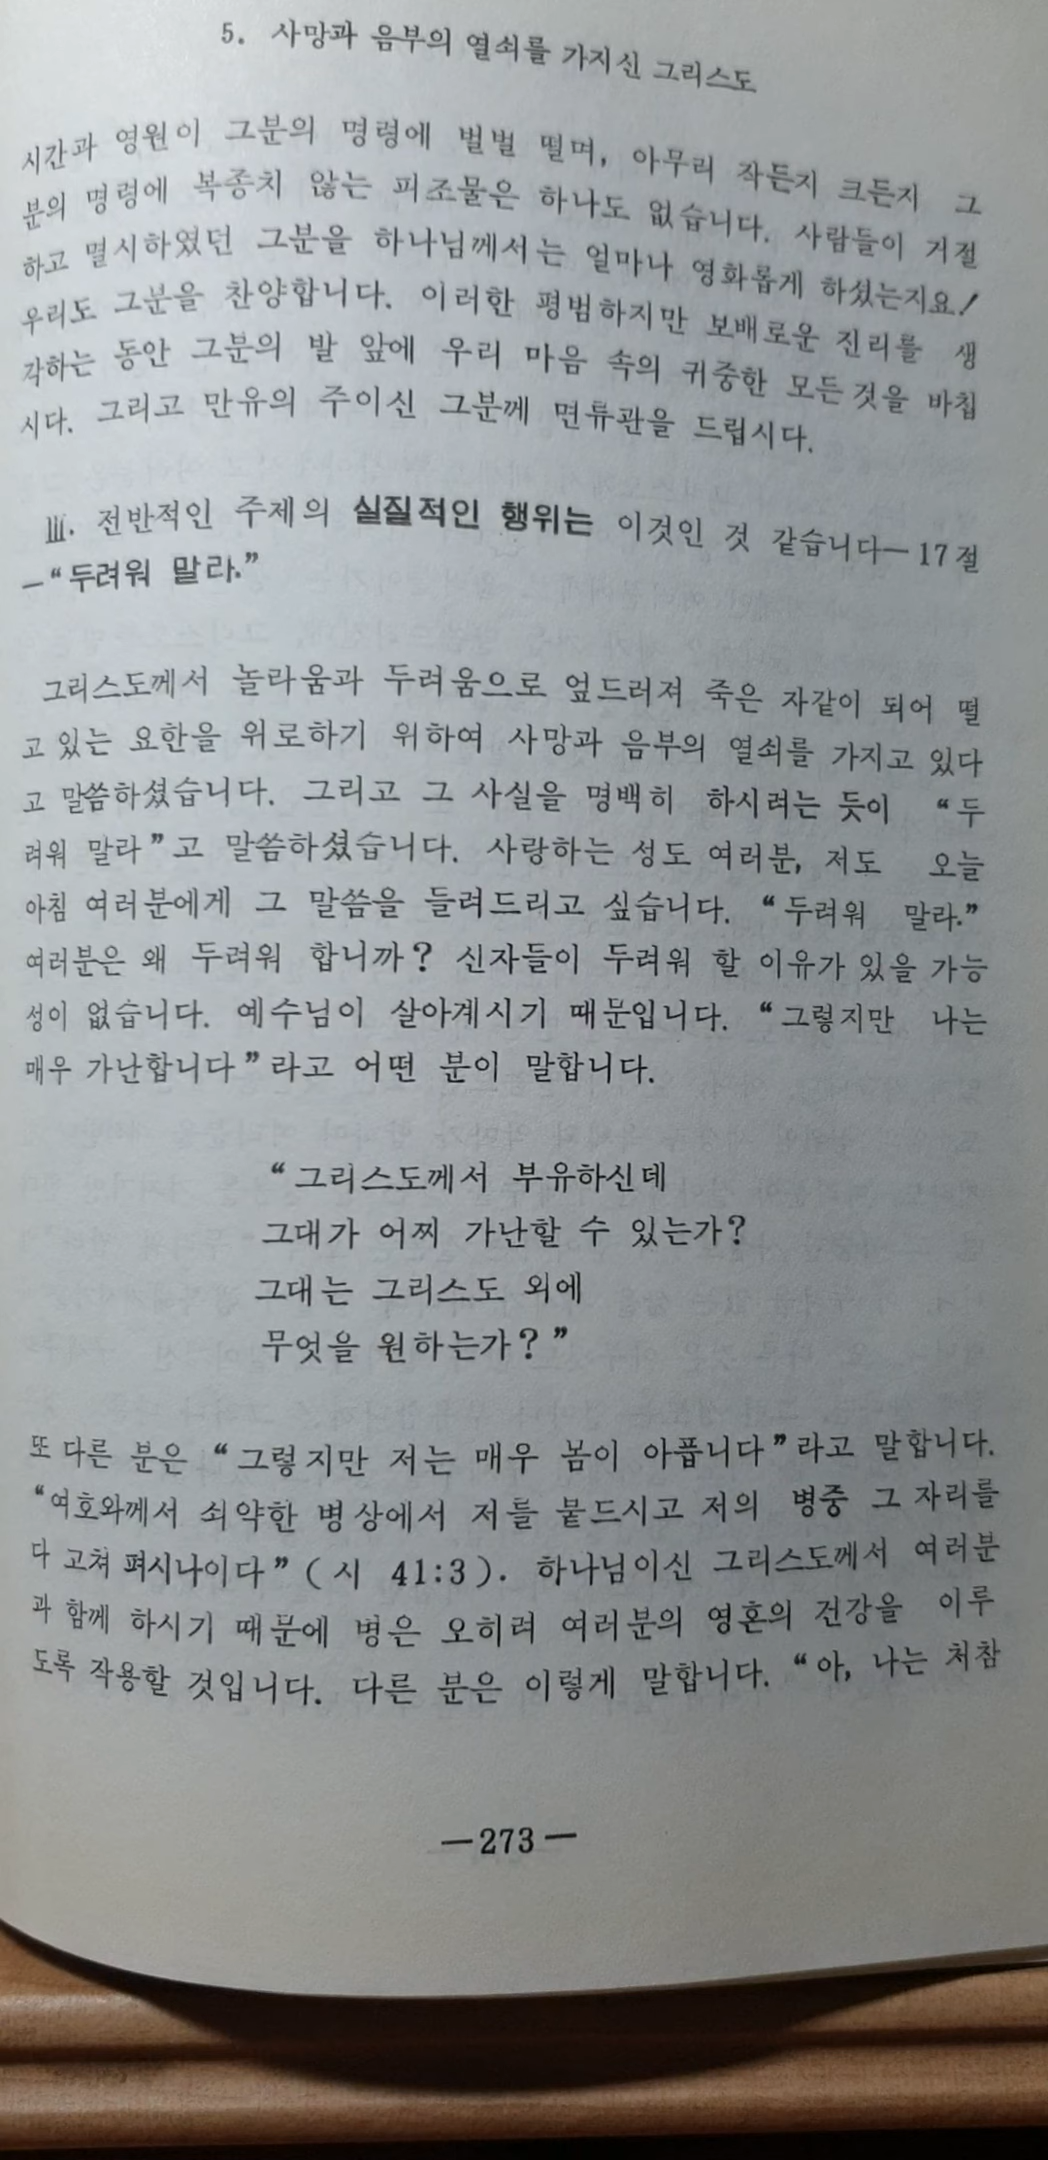 5. 사망과 음부의 열쇠를 가지신 그리스도
시간과 영원이 그분의 명령에 벌벌 떨며, 아무리 작든지 크든지 그
분의 명령에 복종치 않는 피조물은 하나도 없습니다. 사람들이 거절
하고 멸시하였던 그분을 하나님께서는 얼마나 영화롭게 하셨는지요!
우리도 그분을 찬양합니다. 이러한 평범하지만 보배로운 진리를 생
각하는 동안 그분의 발 앞에 우리 마음 속의 귀중한 모든 것을 바칩
시다. 그리고 만유의 주이신 그분께 면류관을 드립시다.
Ⅲ. 전반적인 주제의 실질적인 행위는 이것인 것 같습니다—17절
—“두려워 말라.”
그리스도께서 놀라움과 두려움으로 엎드러져 죽은 자같이 되어 떨
고 있는 요한을 위로하기 위하여 사망과 음부의 열쇠를 가지고 있다
고 말씀하셨습니다. 그리고 그 사실을 명백히 하시려는 듯이 “두
려워 말라”고 말씀하셨습니다. 사랑하는 성도 여러분, 저도 오늘
아침 여러분에게 그 말씀을 들려드리고 싶습니다. “두려워 말라.”
여러분은 왜 두려워 합니까? 신자들이 두려워 할 이유가 있을 가능
성이 없습니다. 예수님이 살아계시기 때문입니다. “그렇지만 나는
매우 가난합니다”라고 어떤 분이 말합니다.
“그리스도께서 부유하신데
그대가 어찌 가난할 수 있는가?
그대는 그리스도 외에
무엇을 원하는가?”
또 다른 분은 “그렇지만 저는 매우 몸이 아픕니다”라고 말합니다.
“여호와께서 쇠약한 병상에서 저를 붙드시고 저의 병중 그 자리를
다 고쳐 펴시나이다” (시 41:3). 하나님이신 그리스도께서 여러분
과 함께 하시기 때문에 병은 오히려 여러분의 영혼의 건강을 이루
도록 작용할 것입니다. 다른 분은 이렇게 말합니다. “아, 나는 처참
—273—